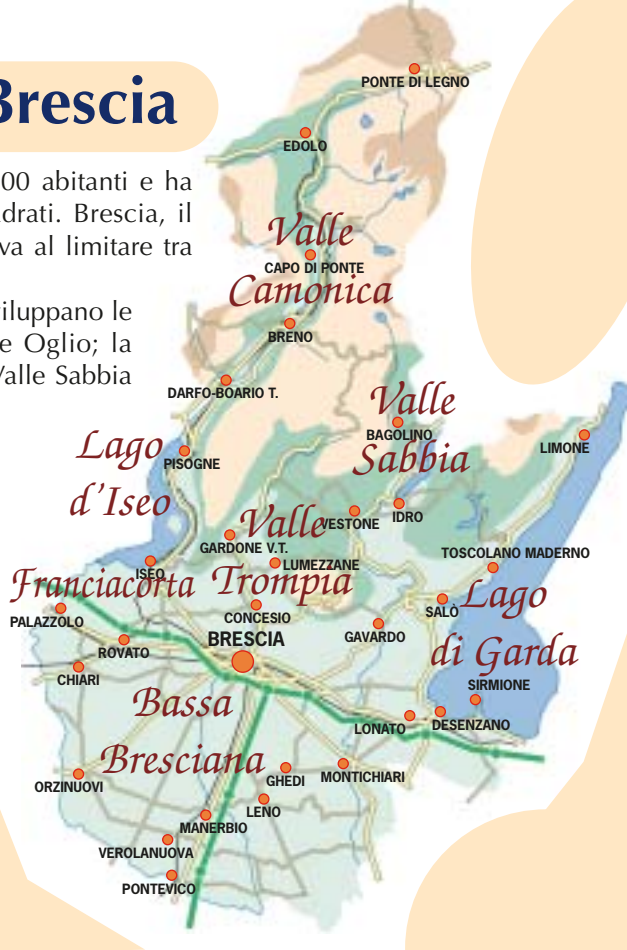 Brescia
00 abitanti e ha
drati. Brescia, il
va al limitare tra
iluppano le
e Oglio; la
Valle Sabbia
PONTE DI LEGNO
EDOLO
Valle
CAPO DI PONTE
Camonica
BRENO
DARFO-BOARIO T.
Valle
BAGOLINO
Sabbia
LIMONE
Lago
PISOGNE
d'Iseo
VESTONE
IDRO
Valle
GARDONE V.T.
LUMEZZANE
TOSCOLANO MADERNO
ISEO
Franciacorta
Trompia
Lago
PALAZZOLO
CONCESIO
SALÒ
ROVATO
BRESCIA
GAVARDO
di Garda
CHIARI
SIRMIONE
Bassa
LONATO
DESENZANO
Bresciana
ORZINUOVI
GHEDI
MONTICHIARI
LENO
MANERBIO
VEROLANUOVA
PONTEVICO